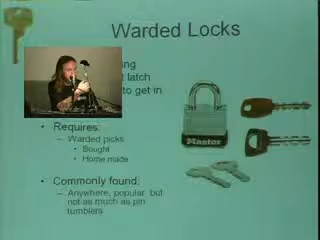 Warded Locks
ng
t latch
to get in
• Requires:
– Warded picks
• Bought
• Home made
• Commonly found:
– Anywhere, popular but
not as much as pin
tumblers
Master